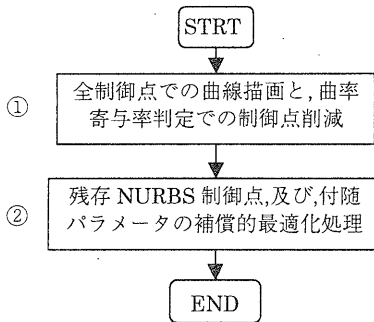 STRT
①
全制御点での曲線描画と,曲率
寄与率判定での制御点削減
②
残存 NURBS 制御点,及び,付随
パラメータの補償的最適化処理
END